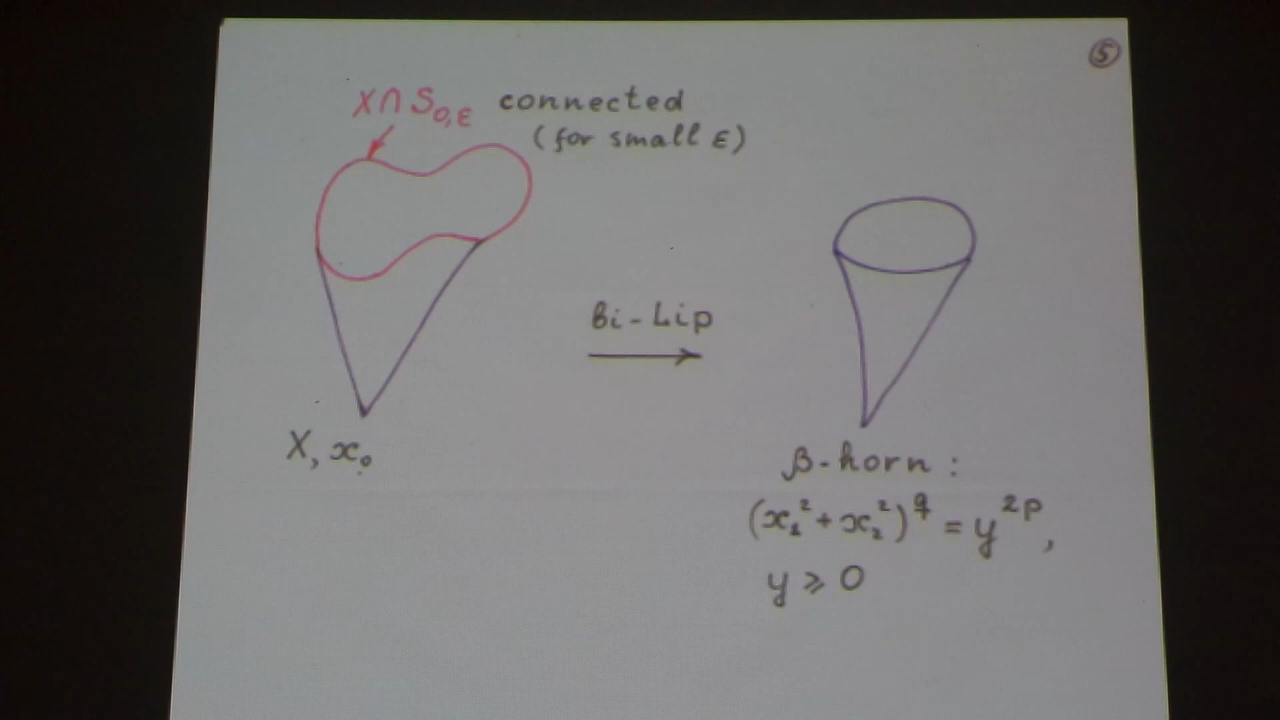 ⑤
X∩S₀,ε connected
(for small ε)
Bi-Lip
X, x₀
β-horn:
(x₁² + x₂²)^q = y^2p,
y ⩾ 0